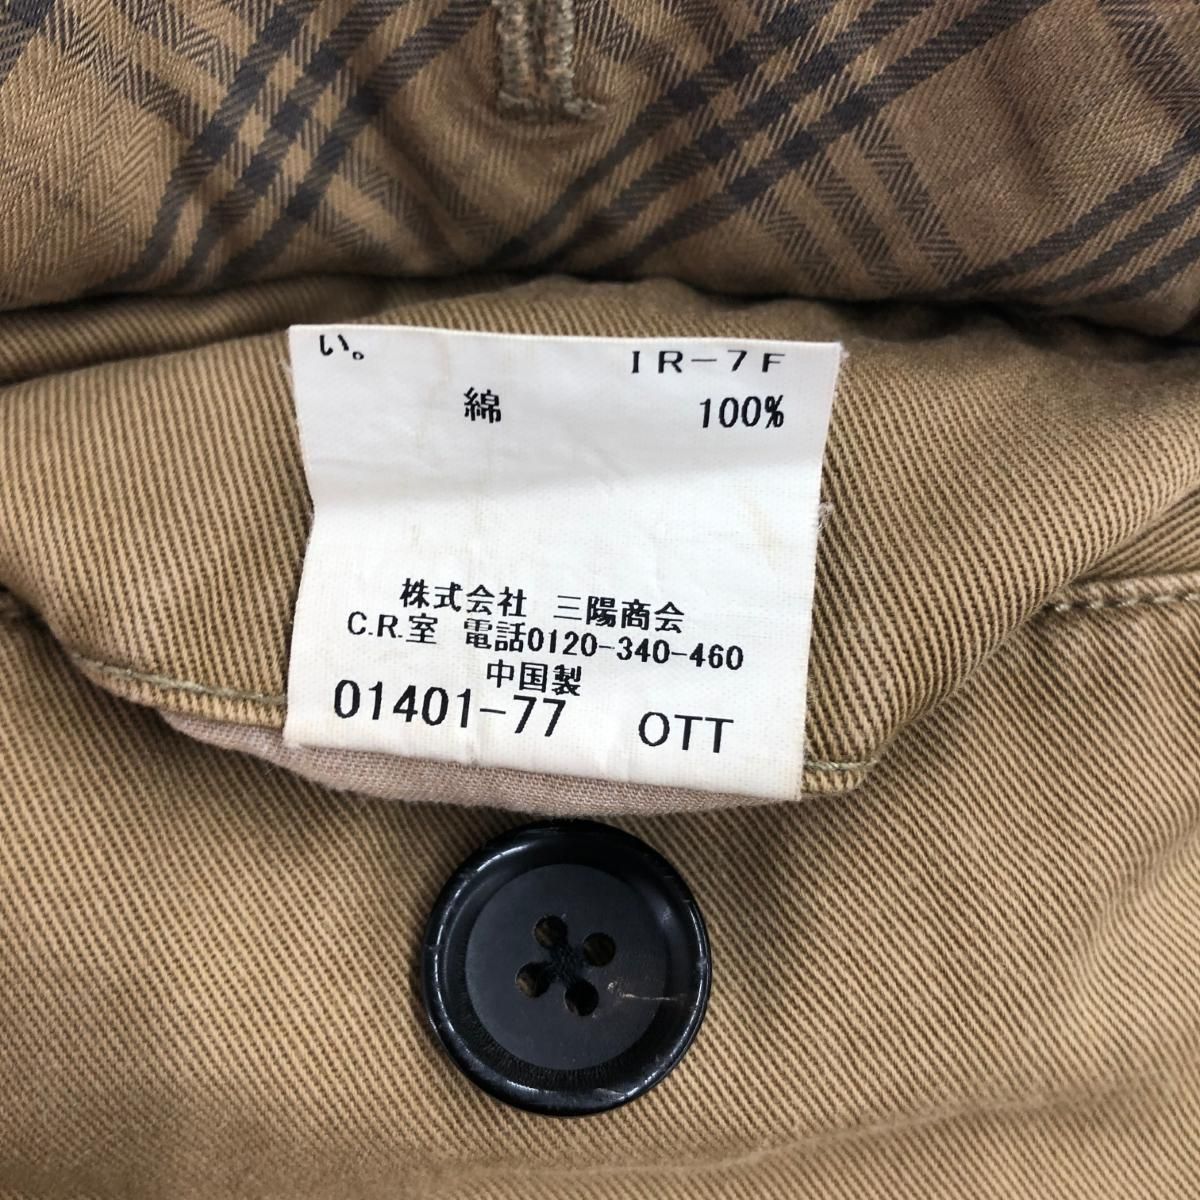 い。 IR-7F
綿 100%
株式会社 三陽商会
C.R.室 電話0120-340-460
中国製
01401-77 OTT